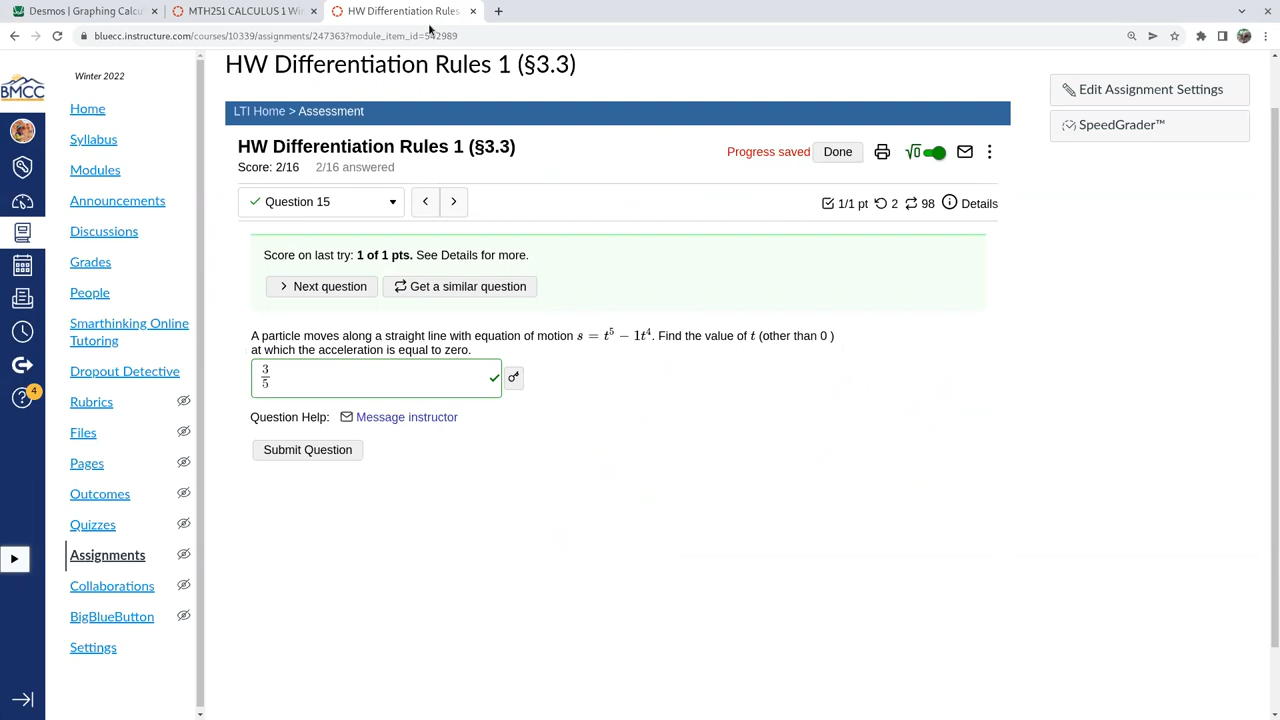 Desmos | Graphing Calcu
MTH251 CALCULUS 1 Win
HW Differentiation Rules
bluecc.instructure.com/courses/10339/assignments/247363?module_item_id=542989
BMCC
4
Winter 2022
Home
Syllabus
Modules
Announcements
Discussions
Grades
People
Smarthinking Online
Tutoring
Dropout Detective
Rubrics
Files
Pages
Outcomes
Quizzes
Assignments
Collaborations
BigBlueButton
Settings
HW Differentiation Rules 1 (§3.3)
LTI Home > Assessment
HW Differentiation Rules 1 (§3.3)
Score: 2/16 2/16 answered
Progress saved Done √0
Question 15 < >
1/1 pt 2 98 Details
Score on last try: 1 of 1 pts. See Details for more.
> Next question Get a similar question
A particle moves along a straight line with equation of motion s = t⁵ − 1t⁴. Find the value of t (other than 0 )
at which the acceleration is equal to zero.
3/5
Question Help: Message instructor
Submit Question
Edit Assignment Settings
SpeedGrader™